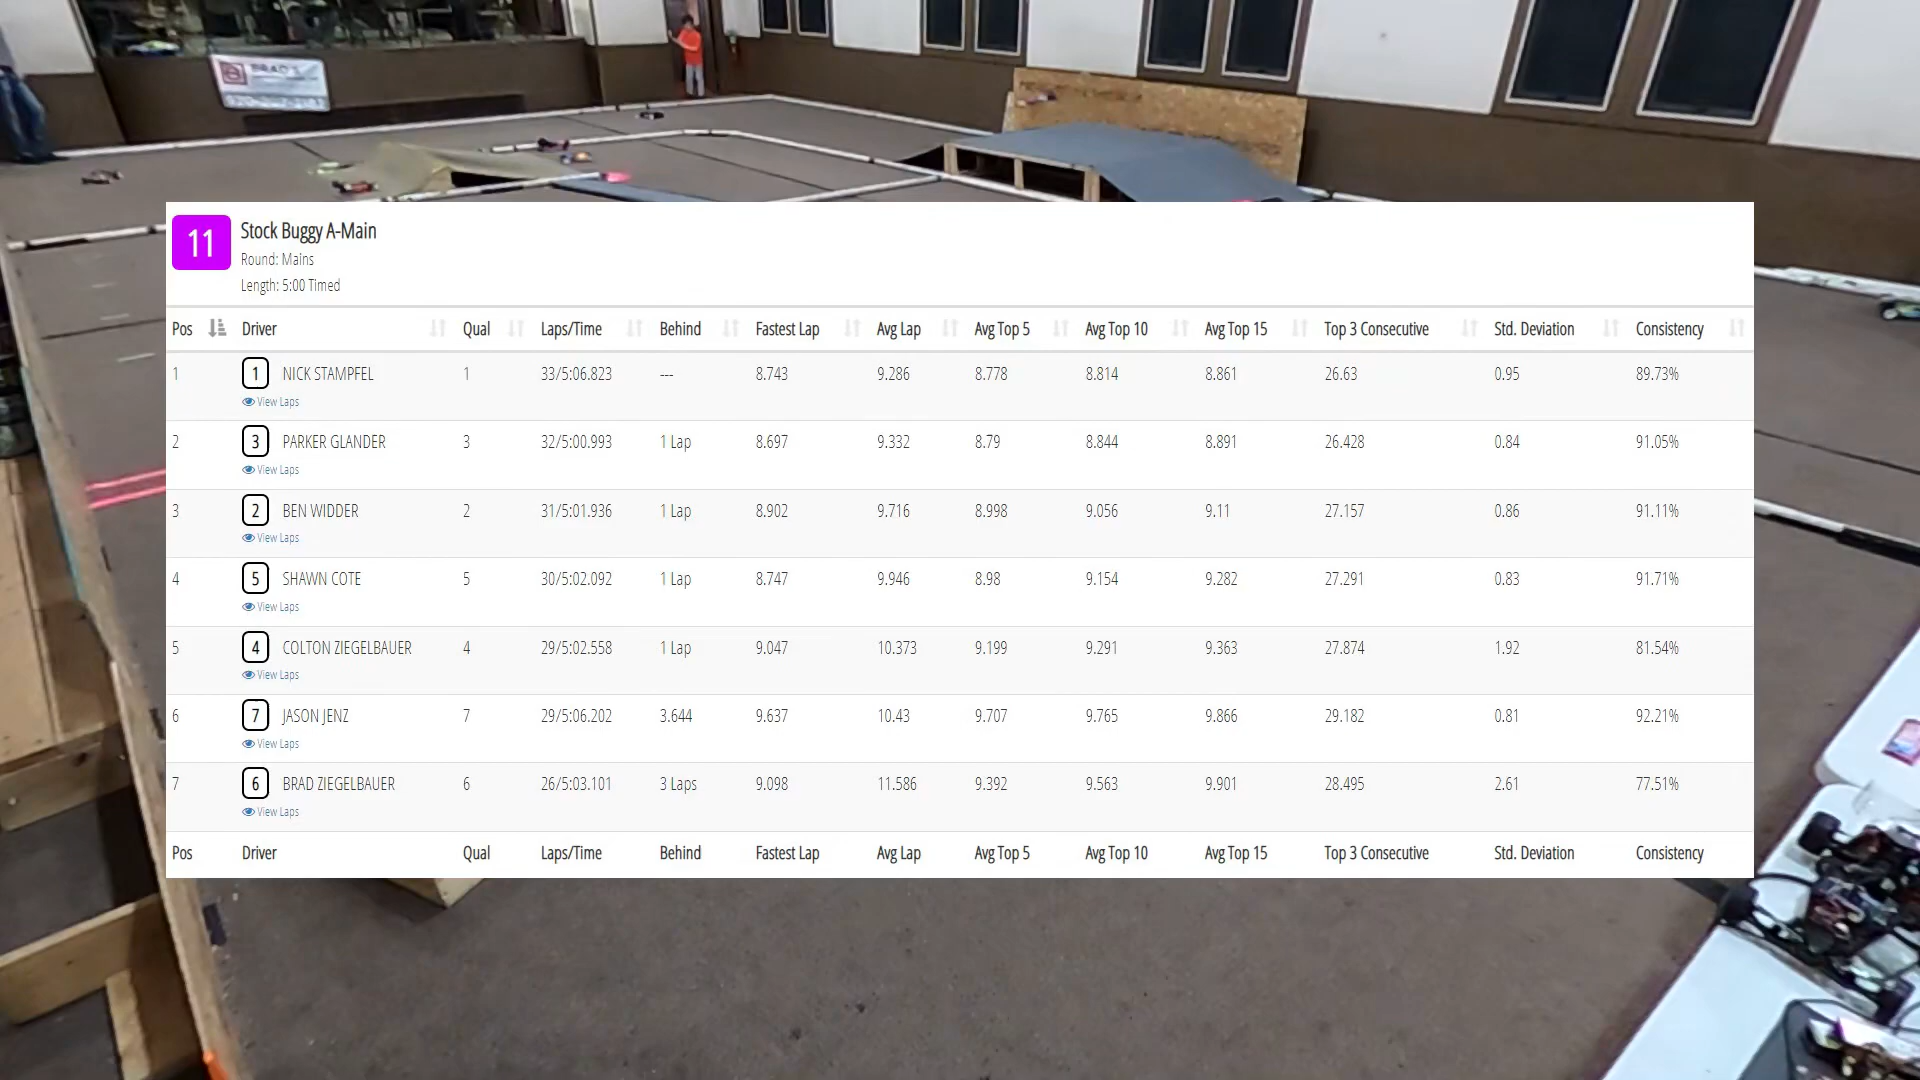 BRAD'S
11
Stock Buggy A-Main
Round: Mains
Length: 5:00 Timed
Pos Driver Qual Laps/Time Behind Fastest Lap Avg Lap Avg Top 5 Avg Top 10 Avg Top 15 Top 3 Consecutive Std. Deviation Consistency
1 1 NICK STAMPFEL 1 33/5:06.823 --- 8.743 9.286 8.778 8.814 8.861 26.63 0.95 89.73%
View Laps
2 3 PARKER GLANDER 3 32/5:00.993 1 Lap 8.697 9.332 8.79 8.844 8.891 26.428 0.84 91.05%
View Laps
3 2 BEN WIDDER 2 31/5:01.936 1 Lap 8.902 9.716 8.998 9.056 9.11 27.157 0.86 91.11%
View Laps
4 5 SHAWN COTE 5 30/5:02.092 1 Lap 8.747 9.946 8.98 9.154 9.282 27.291 0.83 91.71%
View Laps
5 4 COLTON ZIEGELBAUER 4 29/5:02.558 1 Lap 9.047 10.373 9.199 9.291 9.363 27.874 1.92 81.54%
View Laps
6 7 JASON JENZ 7 29/5:06.202 3.644 9.637 10.43 9.707 9.765 9.866 29.182 0.81 92.21%
View Laps
7 6 BRAD ZIEGELBAUER 6 26/5:03.101 3 Laps 9.098 11.586 9.392 9.563 9.901 28.495 2.61 77.51%
View Laps
Pos Driver Qual Laps/Time Behind Fastest Lap Avg Lap Avg Top 5 Avg Top 10 Avg Top 15 Top 3 Consecutive Std. Deviation Consistency